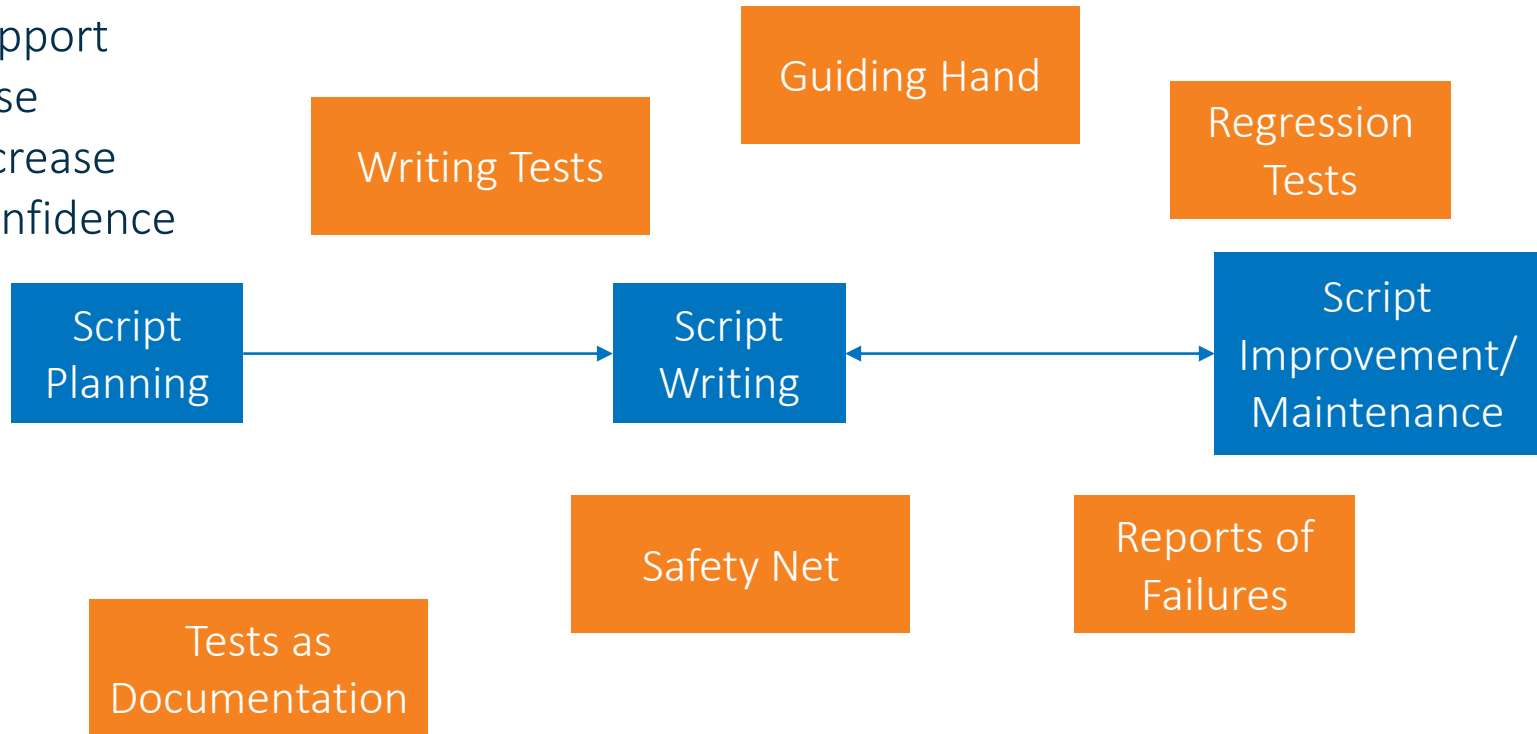 pport
se
crease
nfidence
Guiding Hand
Writing Tests
Regression
Tests
Script
Planning
Script
Writing
Script
Improvement/
Maintenance
Safety Net
Reports of
Failures
Tests as
Documentation